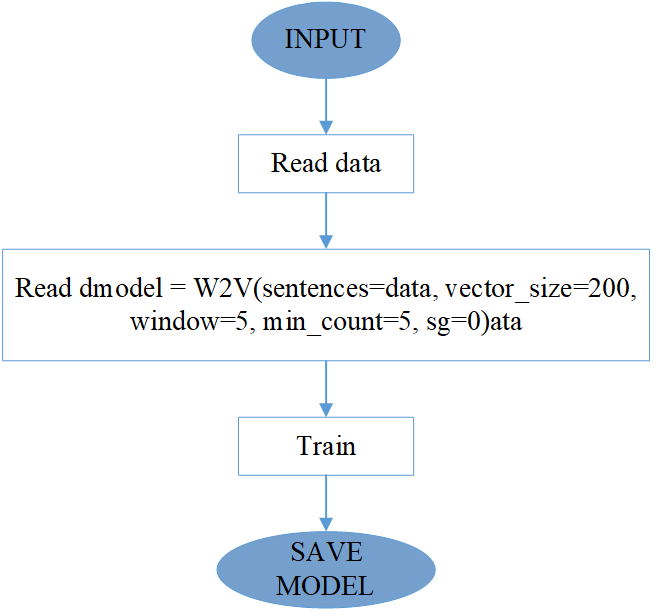 INPUT
Read data
Read dmodel = W2V(sentences=data, vector_size=200,
window=5, min_count=5, sg=0)ata
Train
SAVE
MODEL